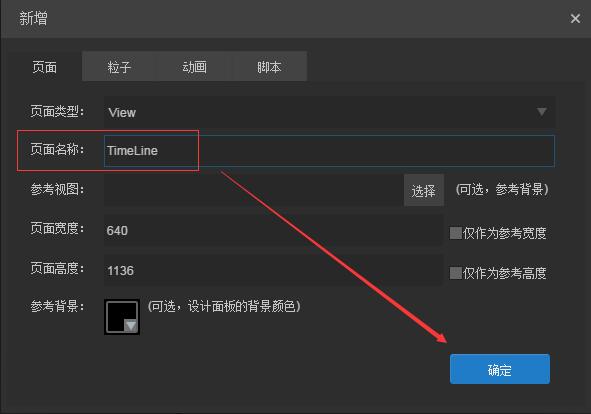 新增
页面 粒子 动画 脚本
页面类型： View
页面名称： TimeLine
参考视图： 选择 (可选，参考背景)
页面宽度： 640 仅作为参考宽度
页面高度： 1136 仅作为参考高度
参考背景： (可选，设计面板的背景颜色)
确定